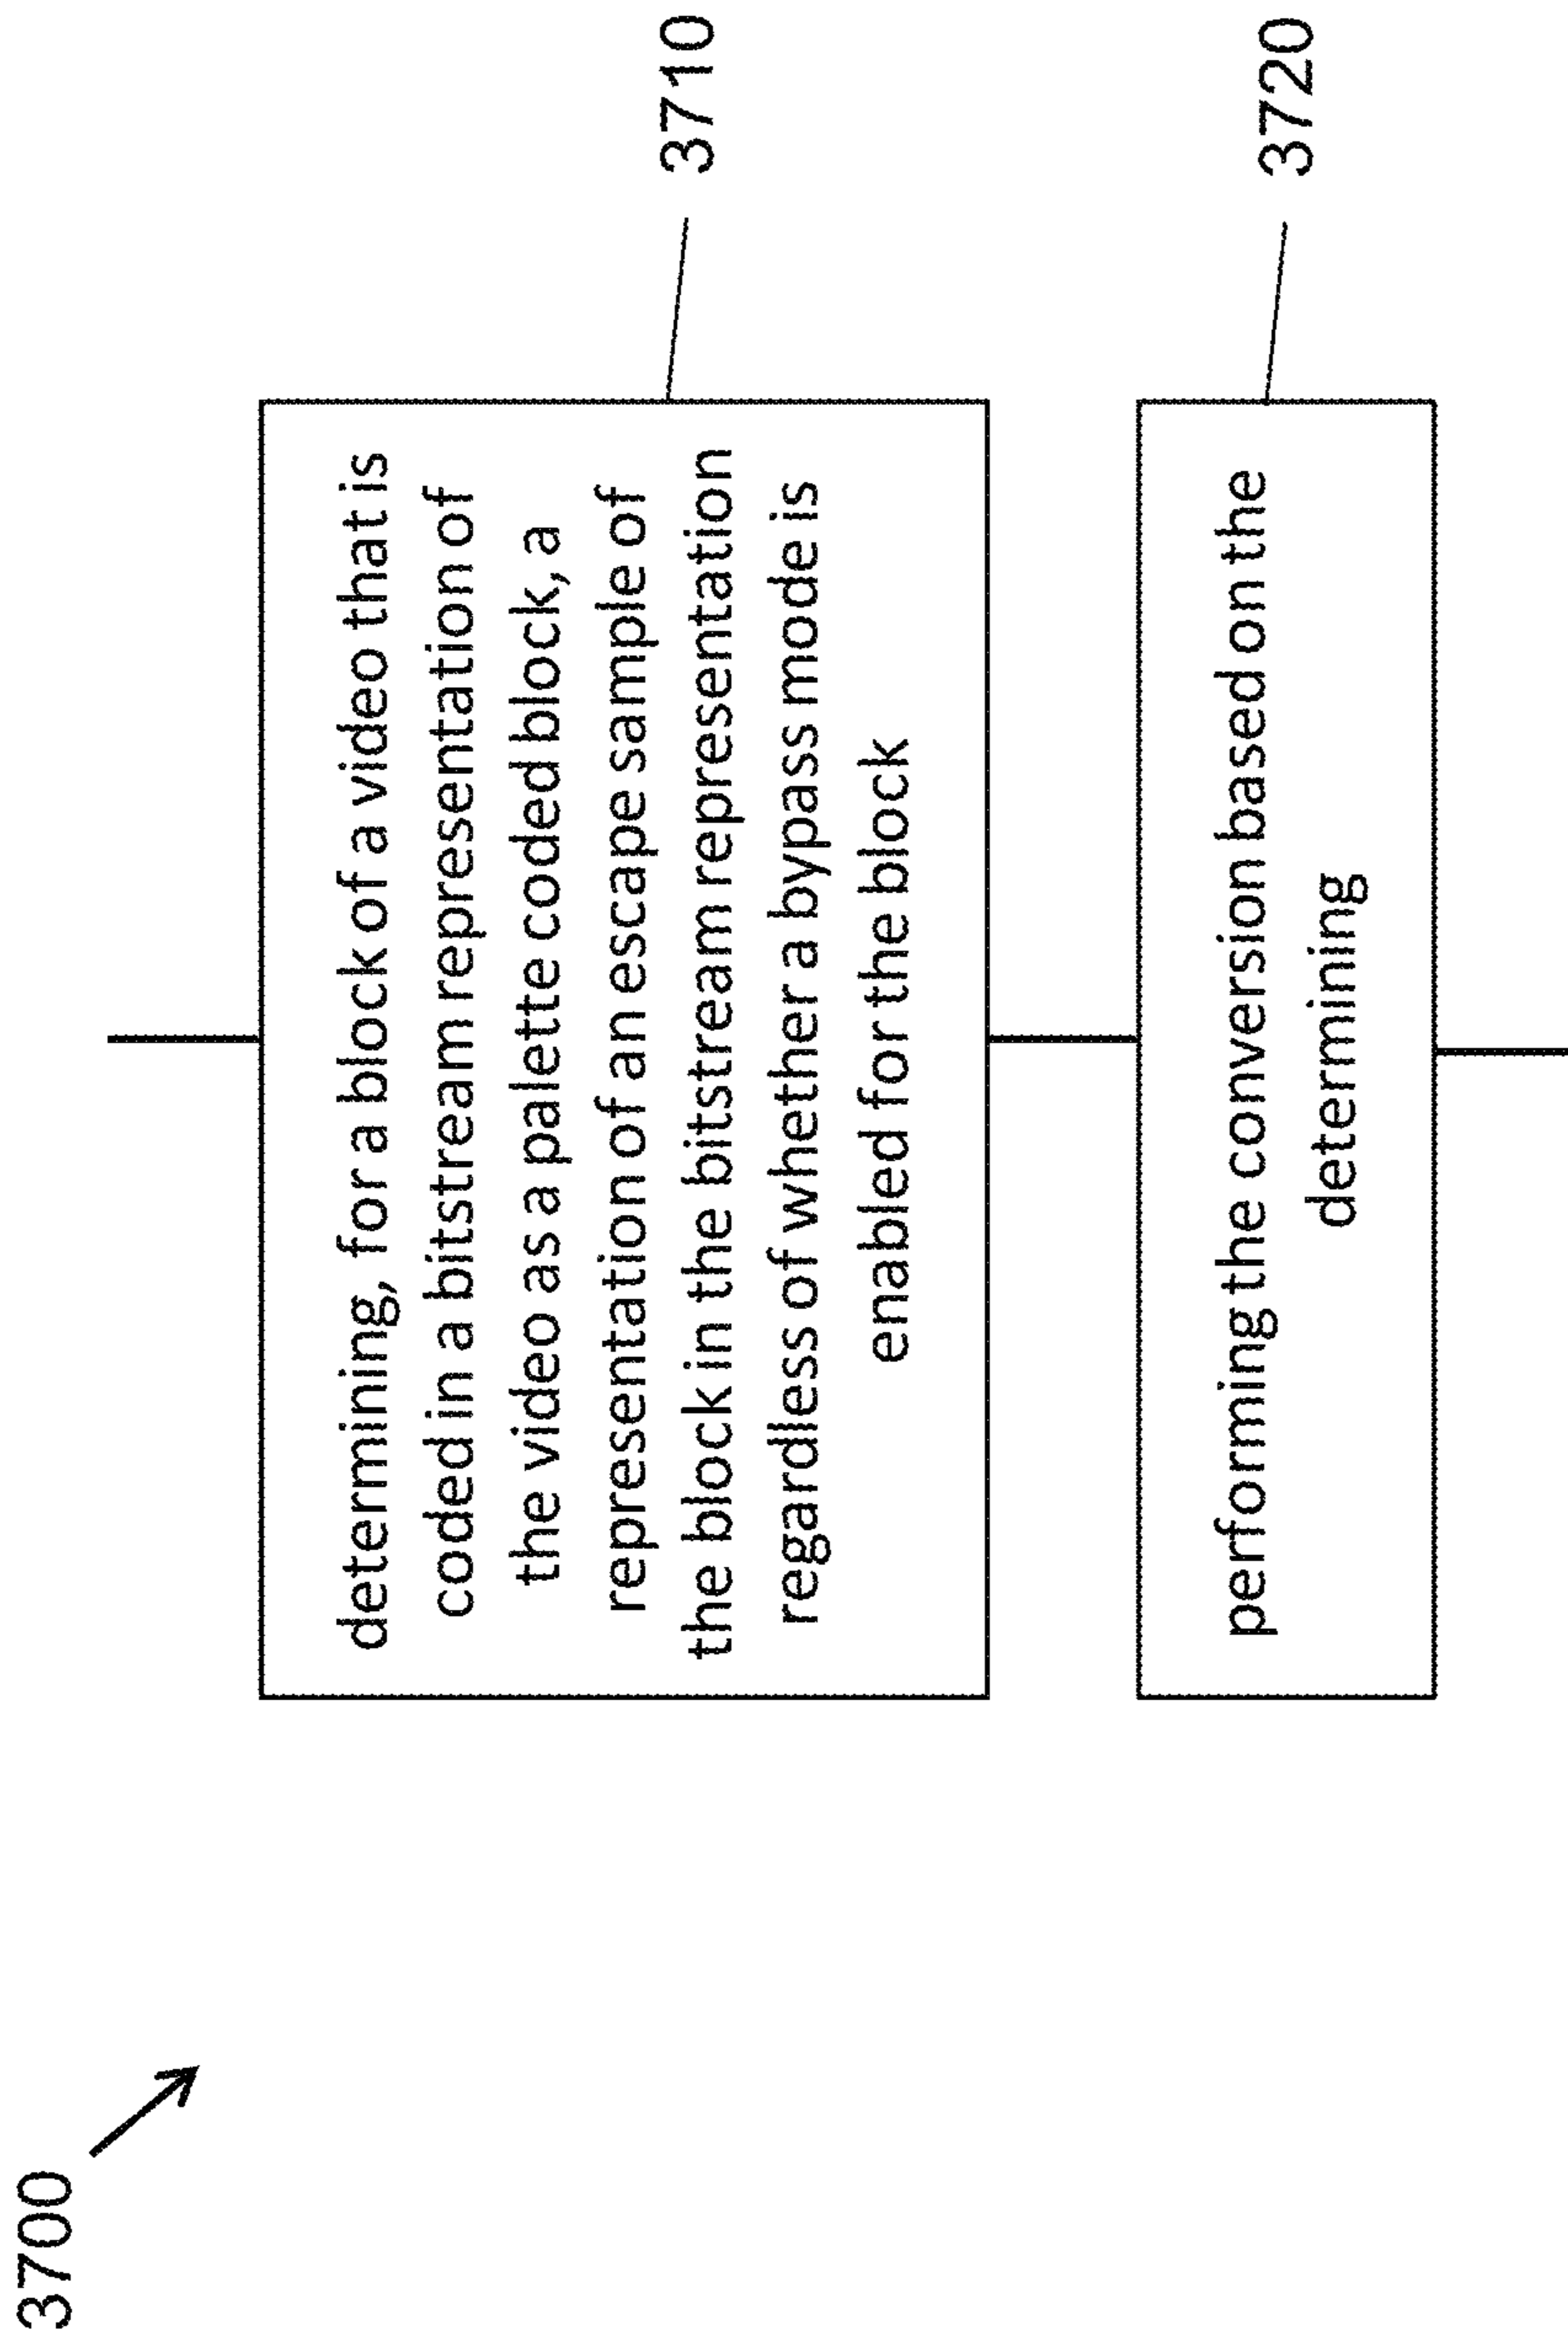 3700
determining, for a block of a video that is
coded in a bitstream representation of
the video as a palette coded block, a
representation of an escape sample of
the block in the bitstream representation
regardless of whether a bypass mode is
enabled for the block
3710
performing the conversion based on the
determining
3720